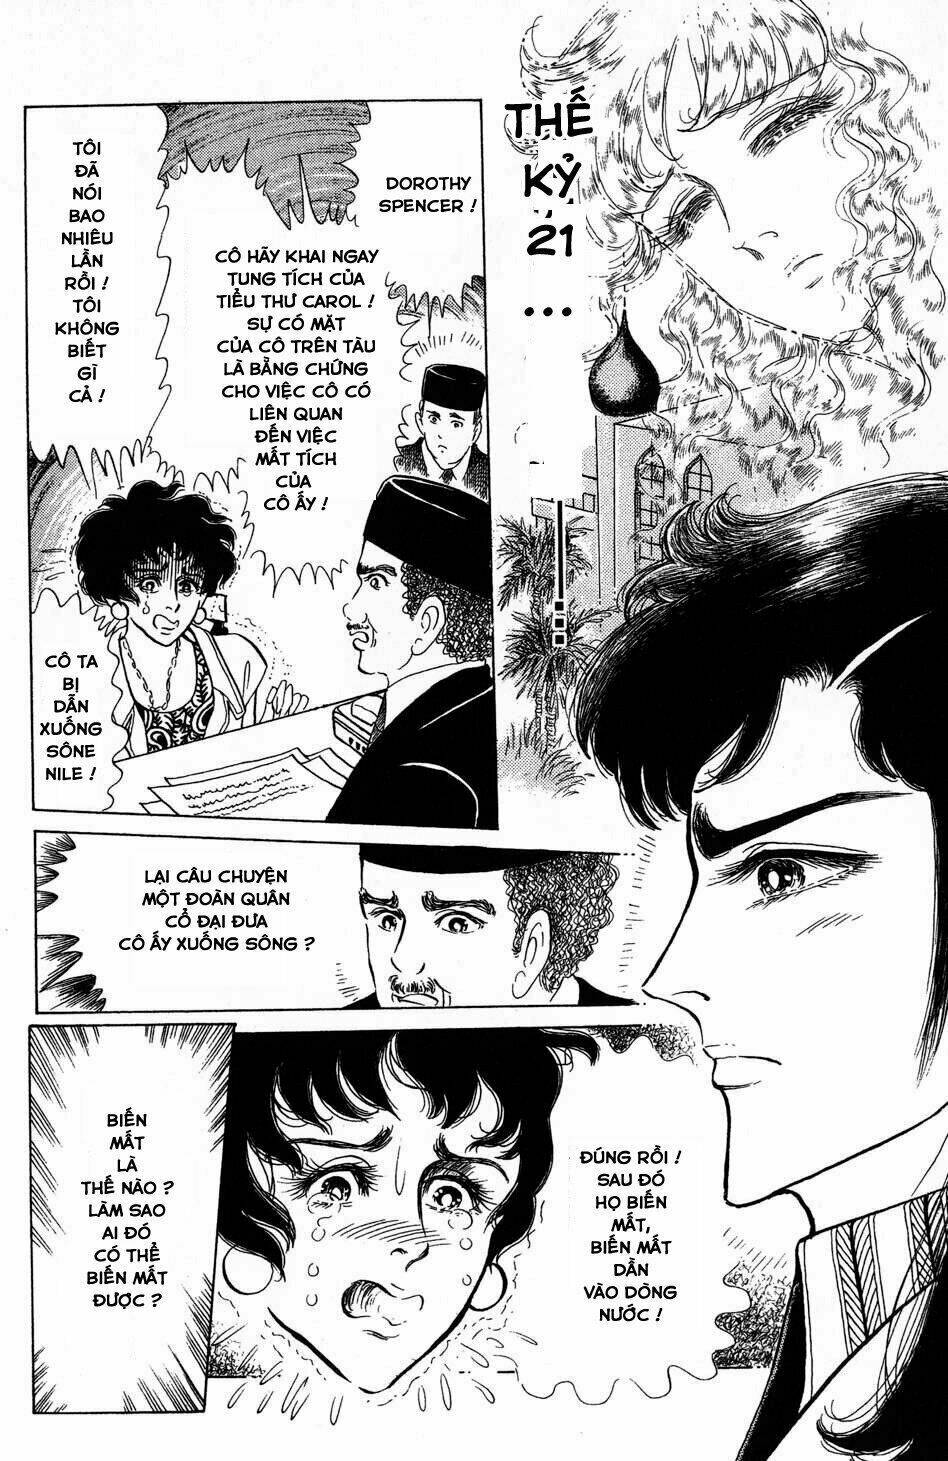 THẾ
KỶ
21
...
DOROTHY
SPENCER !
CÔ HÃY KHAI NGAY
TUNG TÍCH CỦA
TIỂU THƯ CAROL !
SỰ CÓ MẶT
CỦA CÔ TRÊN TÀU
LÀ BẰNG CHỨNG
CHO VIỆC CÔ CÓ
LIÊN QUAN
ĐẾN VIỆC
MẤT TÍCH
CỦA
CÔ ẤY !
TÔI
ĐÃ
NÓI
BAO
NHIÊU
LẦN
RỒI !
TÔI
KHÔNG
BIẾT
GÌ
CẢ !
CÔ TA
BỊ
DẪN
XUỐNG
SÔNE
NILE !
LẠI CÂU CHUYỆN
MỘT ĐOÀN QUÂN
CỔ ĐẠI ĐƯA
CÔ ẤY XUỐNG SÔNG ?
ĐÚNG RỒI !
SAU ĐÓ
HỌ BIẾN
MẤT,
BIẾN MẤT
DẦN
VÀO DÒNG
NƯỚC !
BIẾN
MẤT
LÀ
THẾ NÀO ?
LÀM SAO
AI ĐÓ
CÓ THỂ
BIẾN MẤT
ĐƯỢC ?